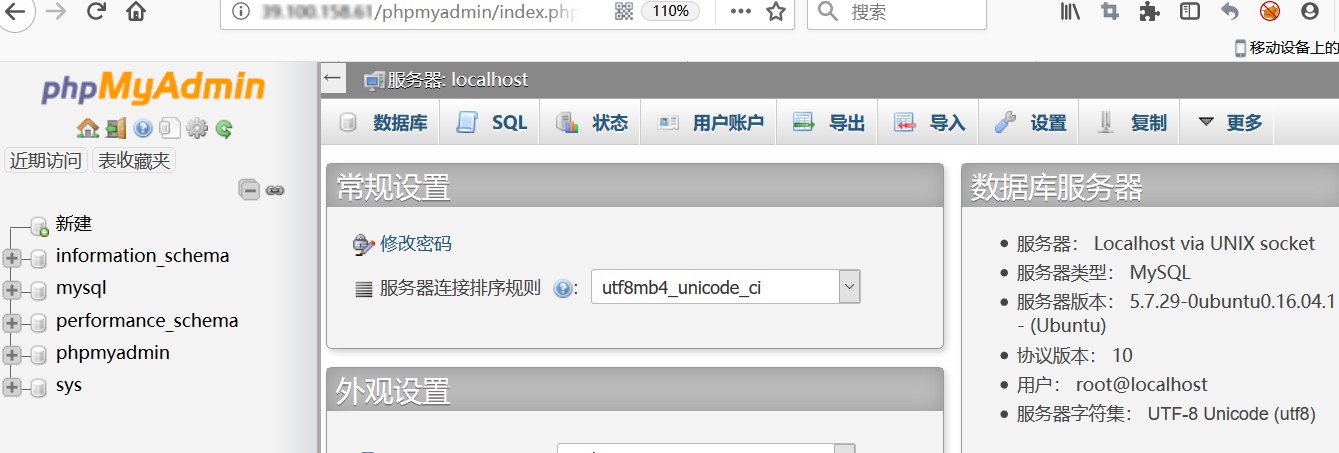 /phpmyadmin/index.php
110%
搜索
移动设备上的
phpMyAdmin
近期访问 表收藏夹
新建
information_schema
mysql
performance_schema
phpmyadmin
sys
服务器: localhost
数据库 SQL 状态 用户账户 导出 导入 设置 复制 更多
常规设置
修改密码
服务器连接排序规则 : utf8mb4_unicode_ci
外观设置
数据库服务器
服务器： Localhost via UNIX socket
服务器类型： MySQL
服务器版本： 5.7.29-0ubuntu0.16.04.1
- (Ubuntu)
协议版本： 10
用户： root@localhost
服务器字符集： UTF-8 Unicode (utf8)